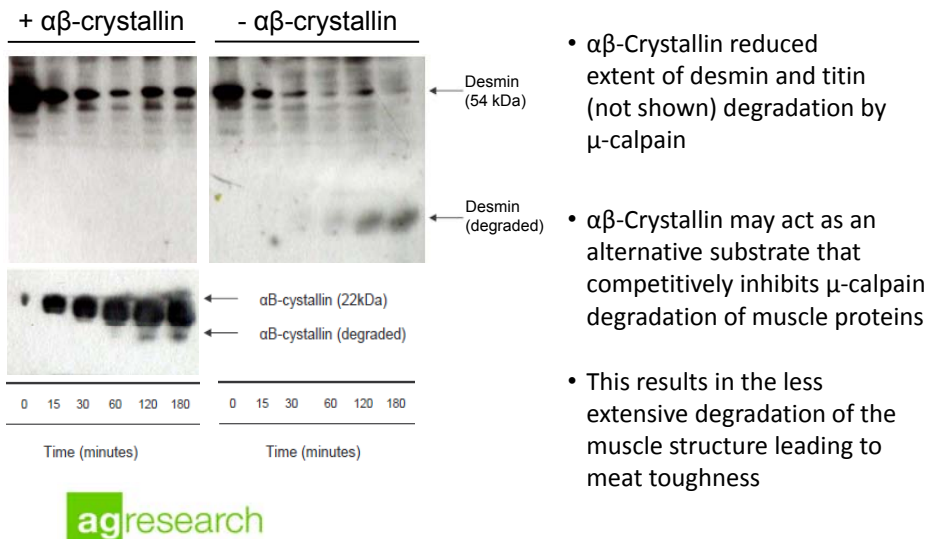 + αβ-crystallin
- αβ-crystallin
Desmin
(54 kDa)
Desmin
(degraded)
αB-cystallin (22kDa)
αB-cystallin (degraded)
0 15 30 60 120 180
0 15 30 60 120 180
Time (minutes)
Time (minutes)
agresearch
• αβ-Crystallin reduced
extent of desmin and titin
(not shown) degradation by
μ-calpain
• αβ-Crystallin may act as an
alternative substrate that
competitively inhibits μ-calpain
degradation of muscle proteins
• This results in the less
extensive degradation of the
muscle structure leading to
meat toughness